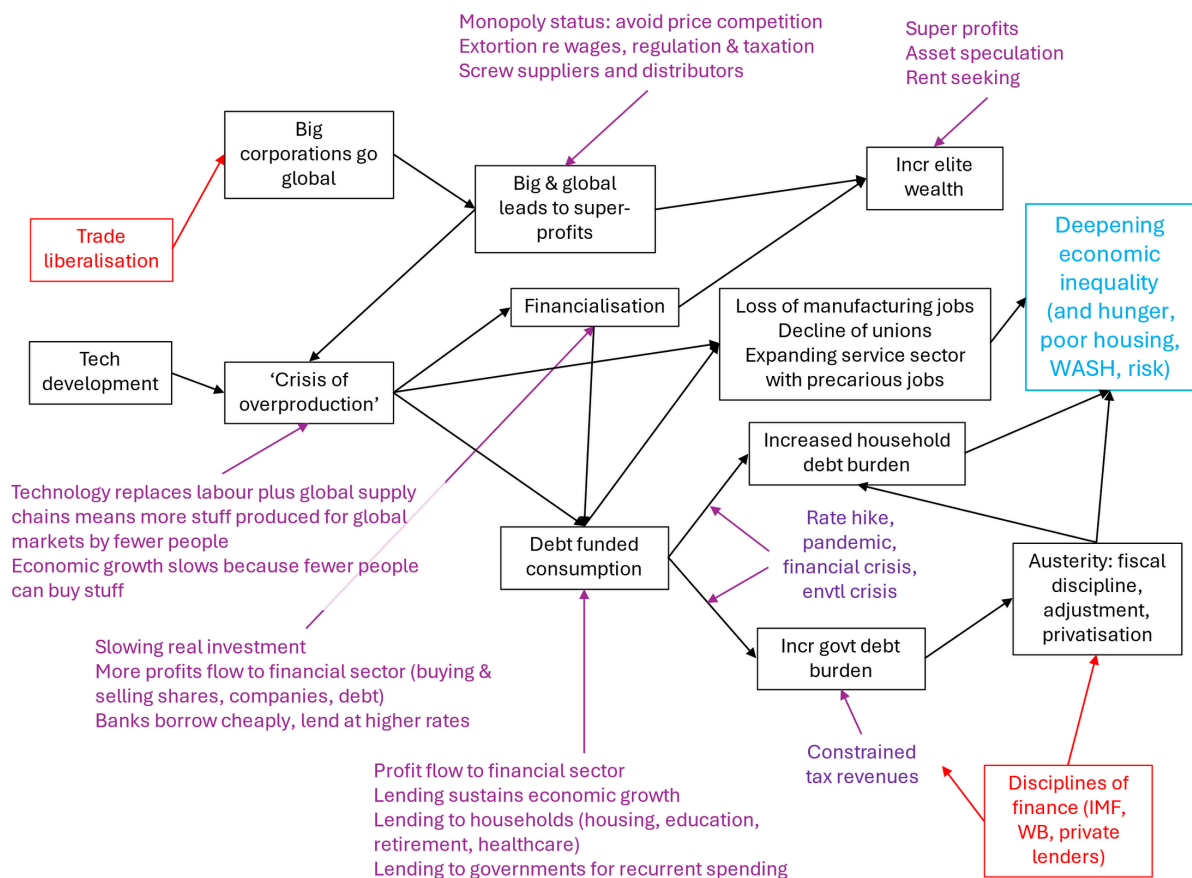 Monopoly status: avoid price competition
Extortion re wages, regulation & taxation
Screw suppliers and distributors
Super profits
Asset speculation
Rent seeking
Big
corporations go
global
Big & global
leads to super-
profits
Incr elite
wealth
Trade
liberalisation
Deepening
economic
inequality
(and hunger,
poor housing,
WASH, risk)
Financialisation
Loss of manufacturing jobs
Decline of unions
Expanding service sector
with precarious jobs
Tech
development
‘Crisis of
overproduction’
Increased household
debt burden
Technology replaces labour plus global supply
chains means more stuff produced for global
markets by fewer people
Economic growth slows because fewer people
can buy stuff
Debt funded
consumption
Rate hike,
pandemic,
financial crisis,
envtl crisis
Austerity: fiscal
discipline,
adjustment,
privatisation
Slowing real investment
More profits flow to financial sector (buying &
selling shares, companies, debt)
Banks borrow cheaply, lend at higher rates
Incr govt debt
burden
Constrained
tax revenues
Profit flow to financial sector
Lending sustains economic growth
Lending to households (housing, education,
retirement, healthcare)
Lending to governments for recurrent spending
Disciplines of
finance (IMF,
WB, private
lenders)